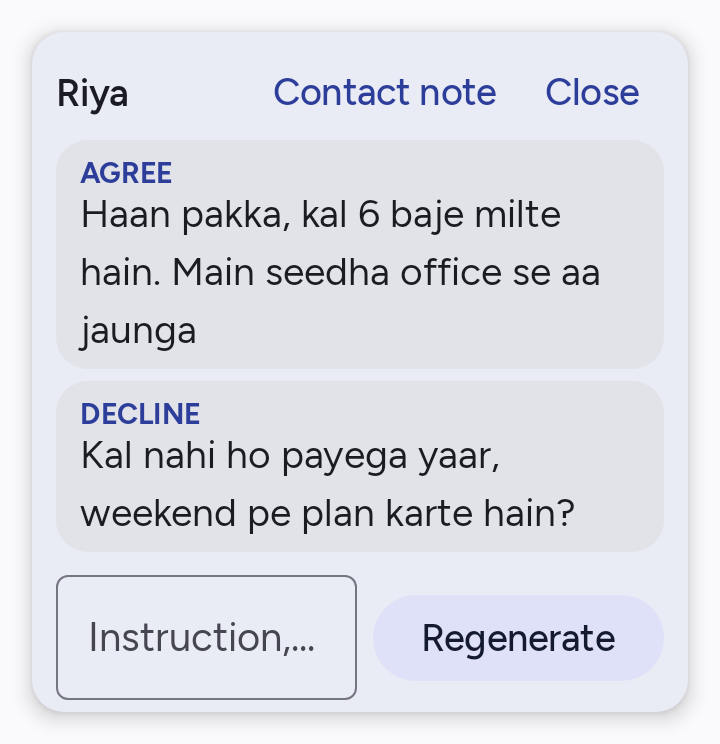 Riya Contact note Close
AGREE
Haan pakka, kal 6 baje milte
hain. Main seedha office se aa
jaunga
DECLINE
Kal nahi ho payega yaar,
weekend pe plan karte hain?
Instruction,... Regenerate